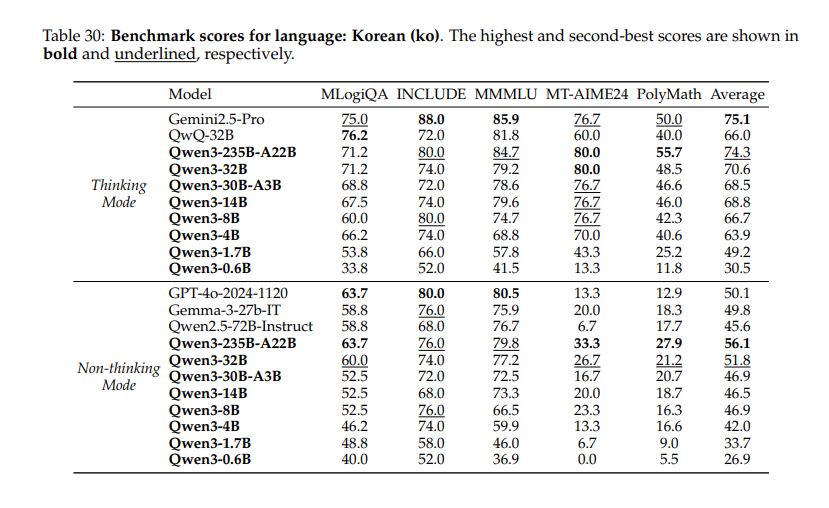 Table 30: Benchmark scores for language: Korean (ko). The highest and second-best scores are shown in
bold and underlined, respectively.
Model MLogiQA INCLUDE MMMLU MT-AIME24 PolyMath Average
Thinking Mode
Gemini2.5-Pro 75.0 88.0 85.9 76.7 50.0 75.1
QwQ-32B 76.2 72.0 81.8 60.0 40.0 66.0
Qwen3-235B-A22B 71.2 80.0 84.7 80.0 55.7 74.3
Qwen3-32B 71.2 74.0 79.2 80.0 48.5 70.6
Qwen3-30B-A3B 68.8 72.0 78.6 76.7 46.6 68.5
Qwen3-14B 67.5 74.0 79.6 76.7 46.0 68.8
Qwen3-8B 60.0 80.0 74.7 76.7 42.3 66.7
Qwen3-4B 66.2 74.0 68.8 70.0 40.6 63.9
Qwen3-1.7B 53.8 66.0 57.8 43.3 25.2 49.2
Qwen3-0.6B 33.8 52.0 41.5 13.3 11.8 30.5
Non-thinking Mode
GPT-4o-2024-1120 63.7 80.0 80.5 13.3 12.9 50.1
Gemma-3-27b-IT 58.8 76.0 75.9 20.0 18.3 49.8
Qwen2.5-72B-Instruct 58.8 68.0 76.7 6.7 17.7 45.6
Qwen3-235B-A22B 63.7 76.0 79.8 33.3 27.9 56.1
Qwen3-32B 60.0 74.0 77.2 26.7 21.2 51.8
Qwen3-30B-A3B 52.5 72.0 72.5 16.7 20.7 46.9
Qwen3-14B 52.5 68.0 73.3 20.0 18.7 46.5
Qwen3-8B 52.5 76.0 66.5 23.3 16.3 46.9
Qwen3-4B 46.2 74.0 59.9 13.3 16.6 42.0
Qwen3-1.7B 48.8 58.0 46.0 6.7 9.0 33.7
Qwen3-0.6B 40.0 52.0 36.9 0.0 5.5 26.9